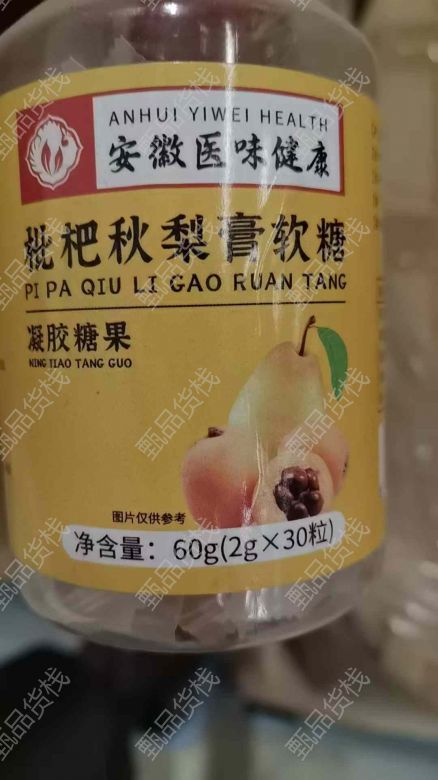 ANHUI YIWEI HEALTH
安徽医味健康
枇杷秋梨膏软糖
PI PA QIU LI GAO RUAN TANG
凝胶糖果
NING JIAO TANG GUO
图片仅供参考
净含量：60g(2g×30粒)
甄品货栈